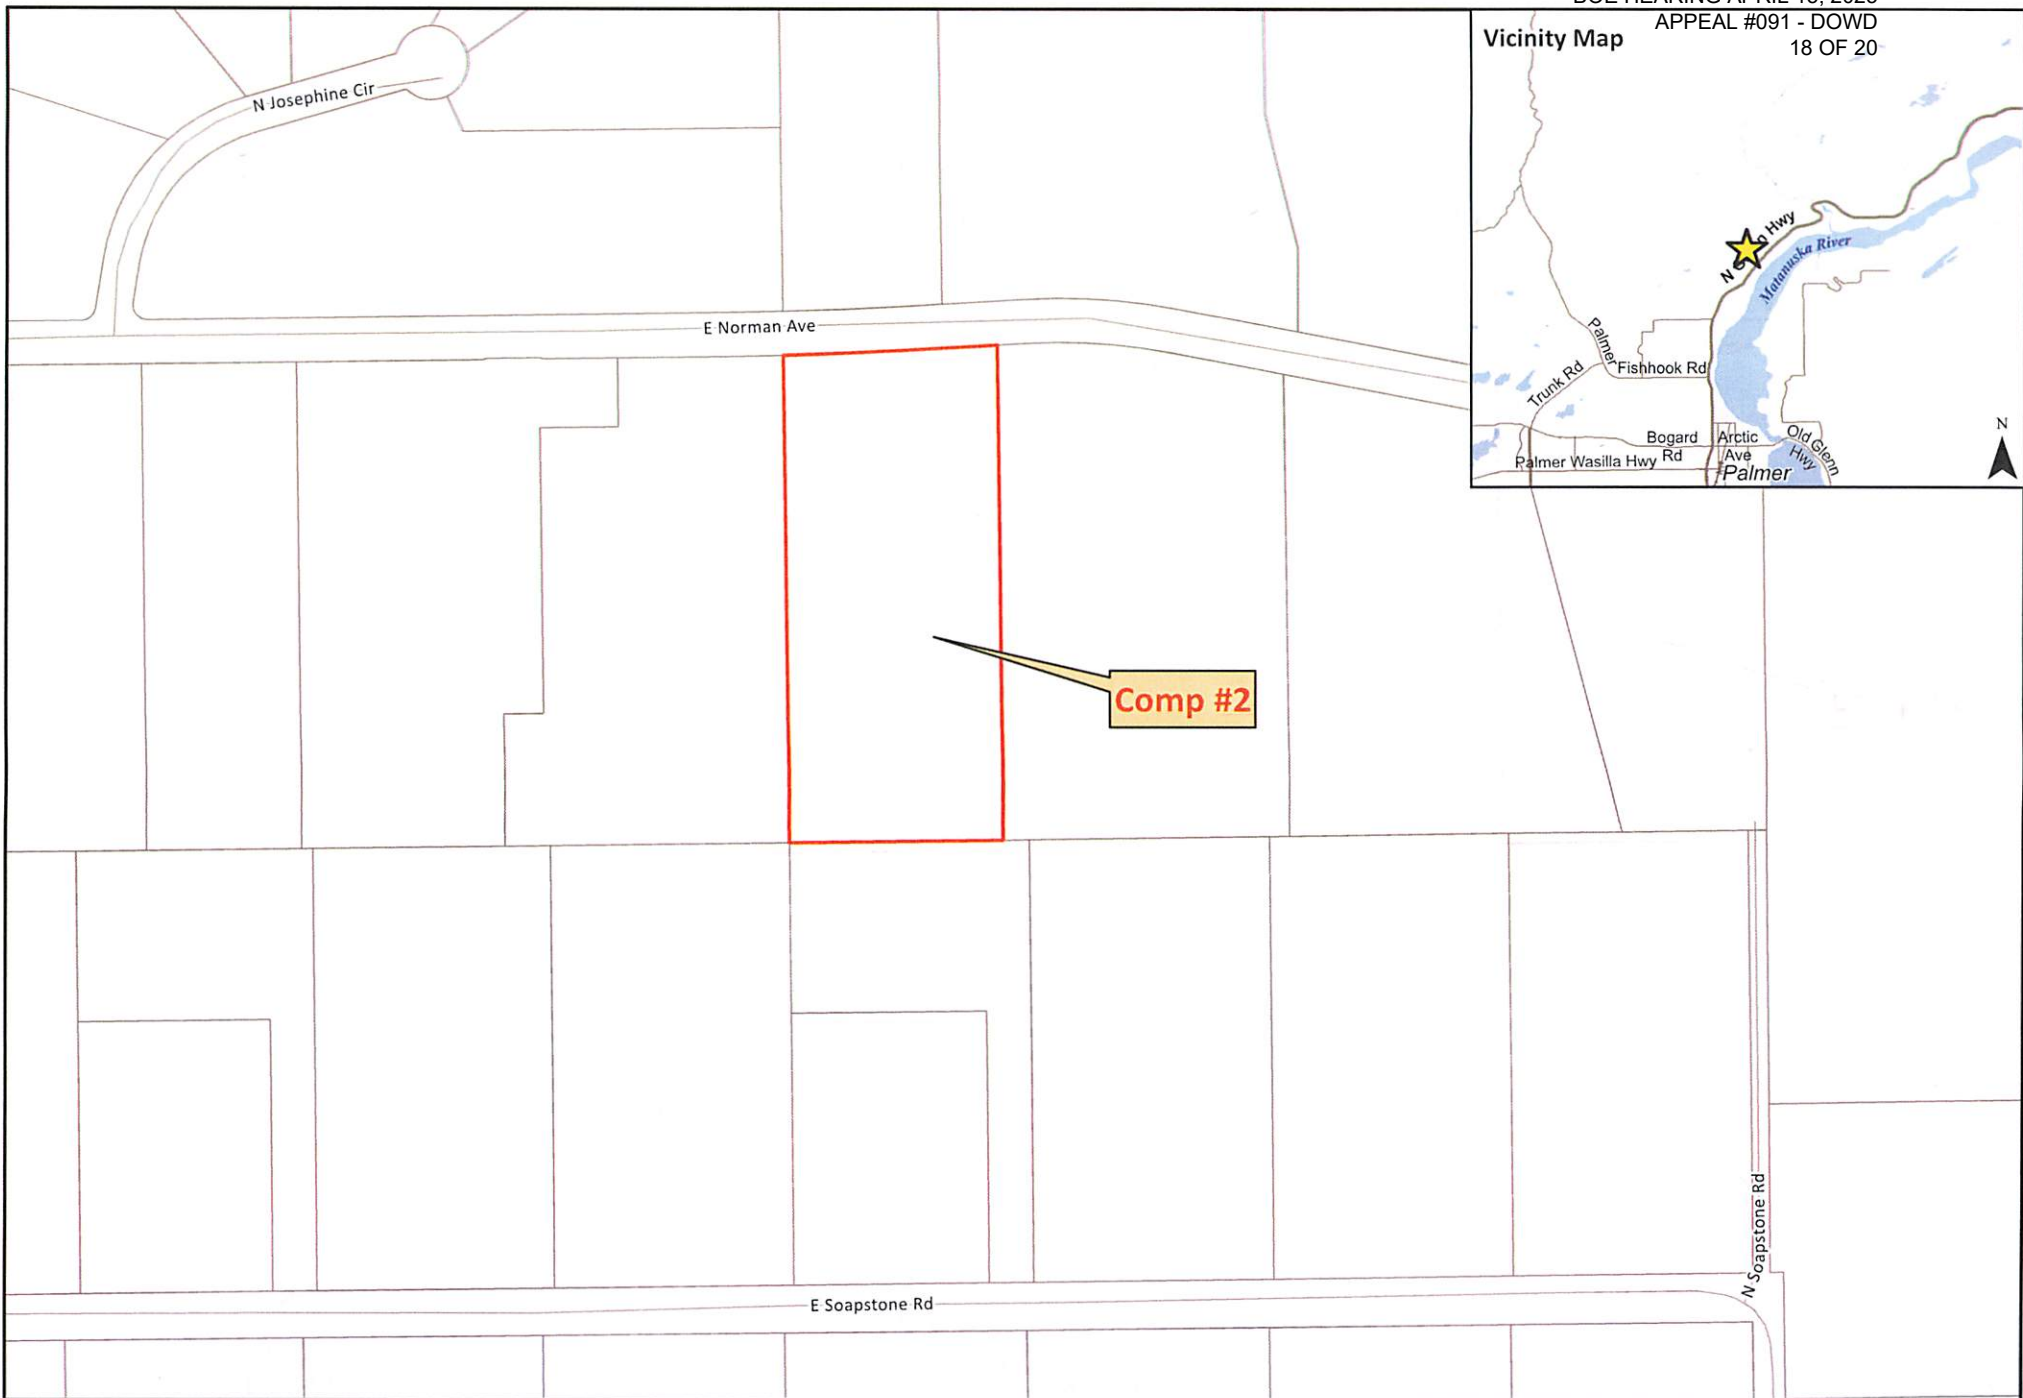 APPEAL #091 - DOWD
18 OF 20
Vicinity Map
N Josephine Cir
E Norman Ave
Comp #2
E Soapstone Rd
N Soapstone Rd
Hwy
Matanuska River
Palmer
Fishhook Rd
Trunk Rd
Bogard
Rd
Arctic
Ave
Old Glenn
Hwy
Palmer Wasilla Hwy
Palmer
N